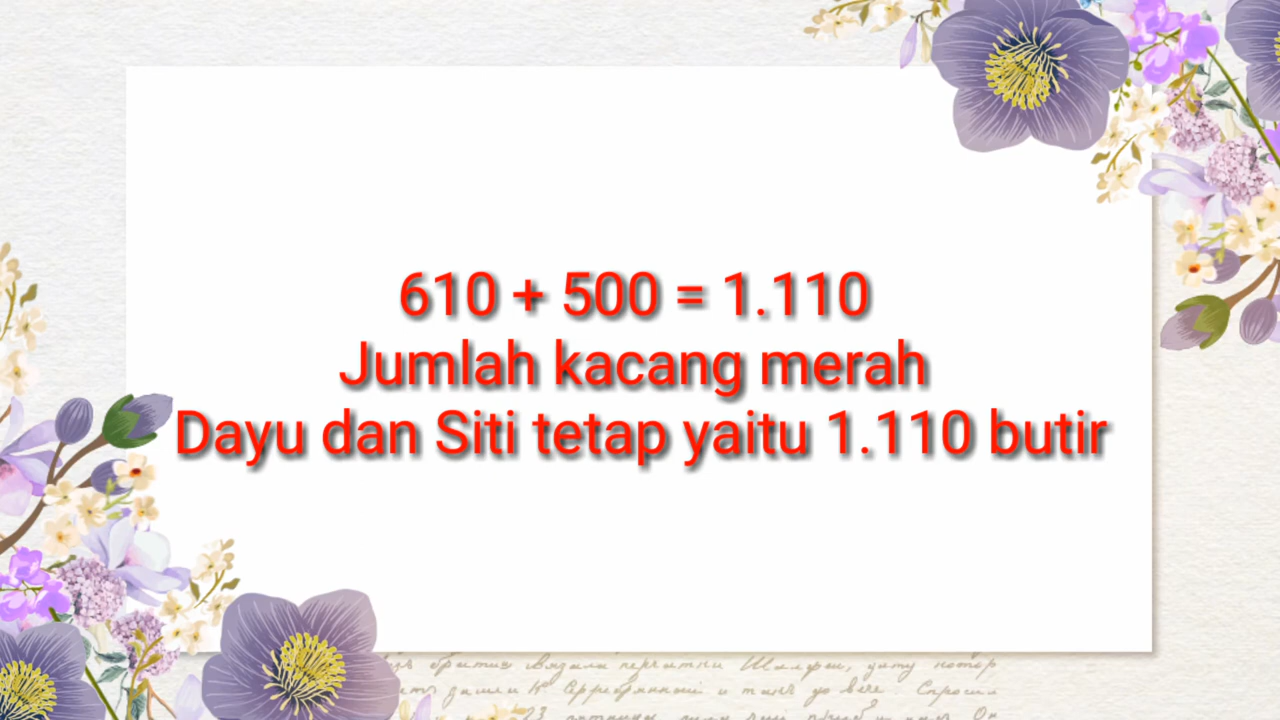 610 + 500 = 1.110
Jumlah kacang merah
Dayu dan Siti tetap yaitu 1.110 butir